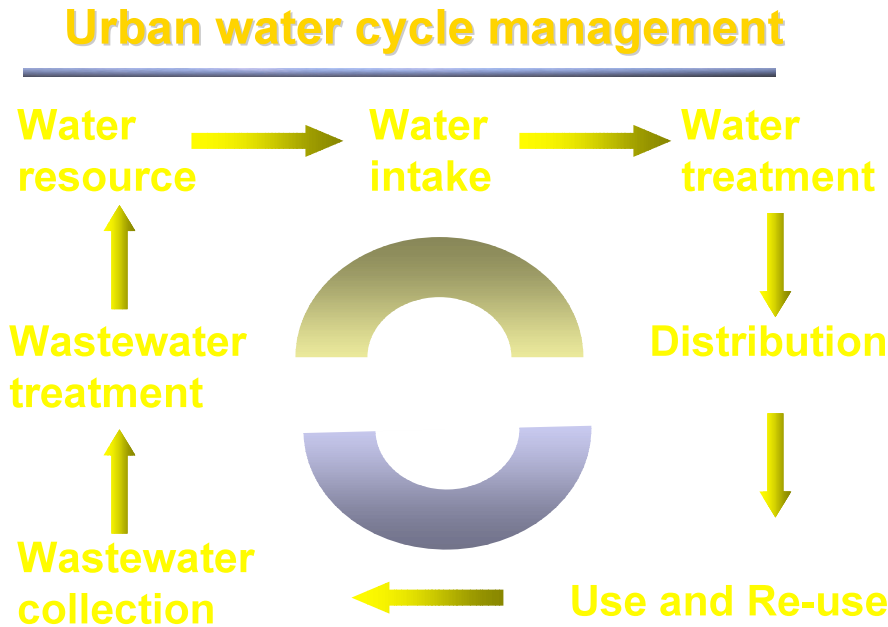 Urban water cycle management
Water
resource
Water
intake
Water
treatment
Wastewater
treatment
Distribution
Wastewater
collection
Use and Re-use